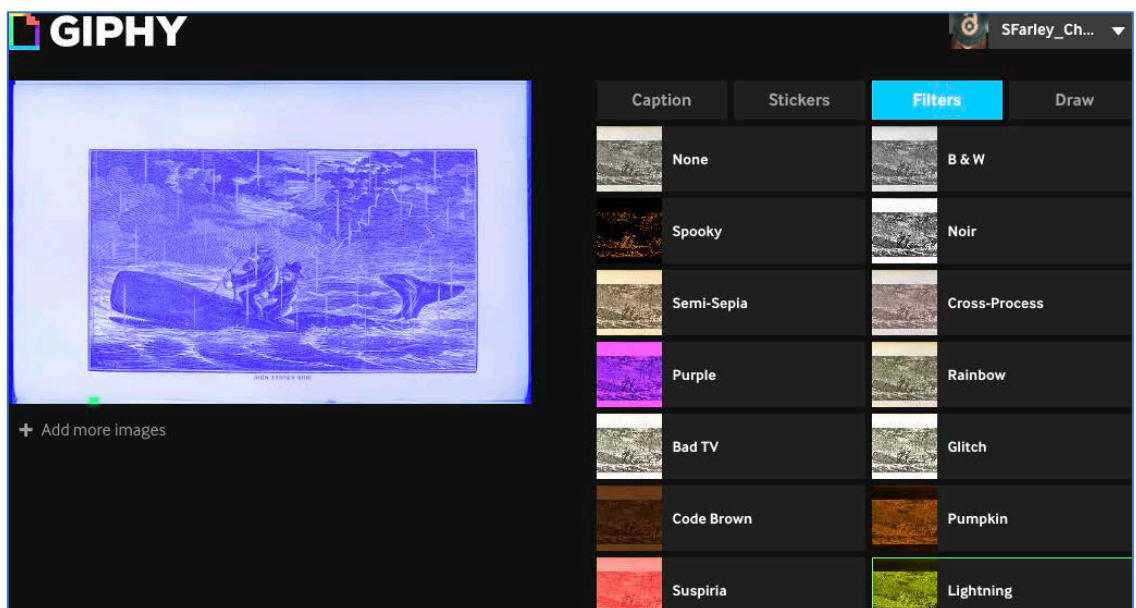 GIPHY
SFarley_Ch...
Caption Stickers Filters Draw
None B & W
Spooky Noir
Semi-Sepia Cross-Process
Purple Rainbow
Bad TV Glitch
Code Brown Pumpkin
Suspiria Lightning
+ Add more images